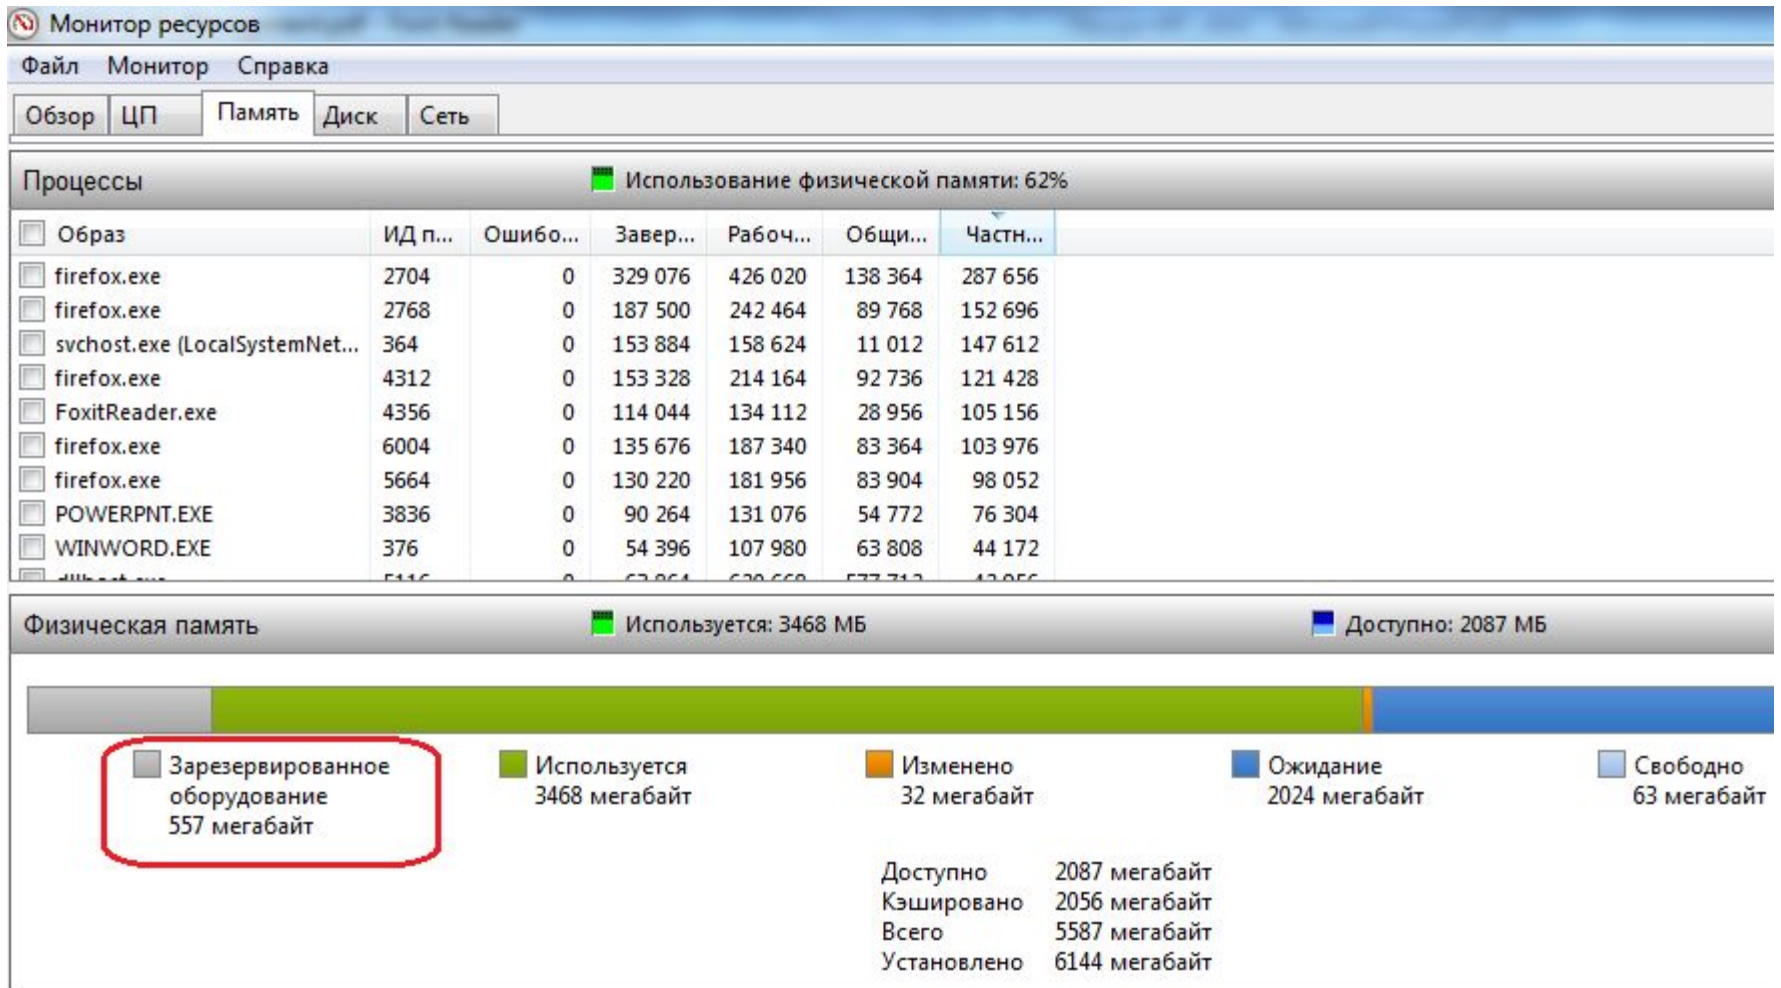 Монитор ресурсов
Файл Монитор Справка
Обзор ЦП Память Диск Сеть
Процессы Использование физической памяти: 62%
Образ ИД п... Ошибо... Завер... Рабоч... Общи... Частн...
firefox.exe 2704 0 329 076 426 020 138 364 287 656
firefox.exe 2768 0 187 500 242 464 89 768 152 696
svchost.exe (LocalSystemNet... 364 0 153 884 158 624 11 012 147 612
firefox.exe 4312 0 153 328 214 164 92 736 121 428
FoxitReader.exe 4356 0 114 044 134 112 28 956 105 156
firefox.exe 6004 0 135 676 187 340 83 364 103 976
firefox.exe 5664 0 130 220 181 956 83 904 98 052
POWERPNT.EXE 3836 0 90 264 131 076 54 772 76 304
WINWORD.EXE 376 0 54 396 107 980 63 808 44 172
Физическая память Используется: 3468 МБ Доступно: 2087 МБ
Зарезервированное
оборудование
557 мегабайт
Используется
3468 мегабайт
Изменено
32 мегабайт
Ожидание
2024 мегабайт
Свободно
63 мегабайт
Доступно 2087 мегабайт
Кэшировано 2056 мегабайт
Всего 5587 мегабайт
Установлено 6144 мегабайт